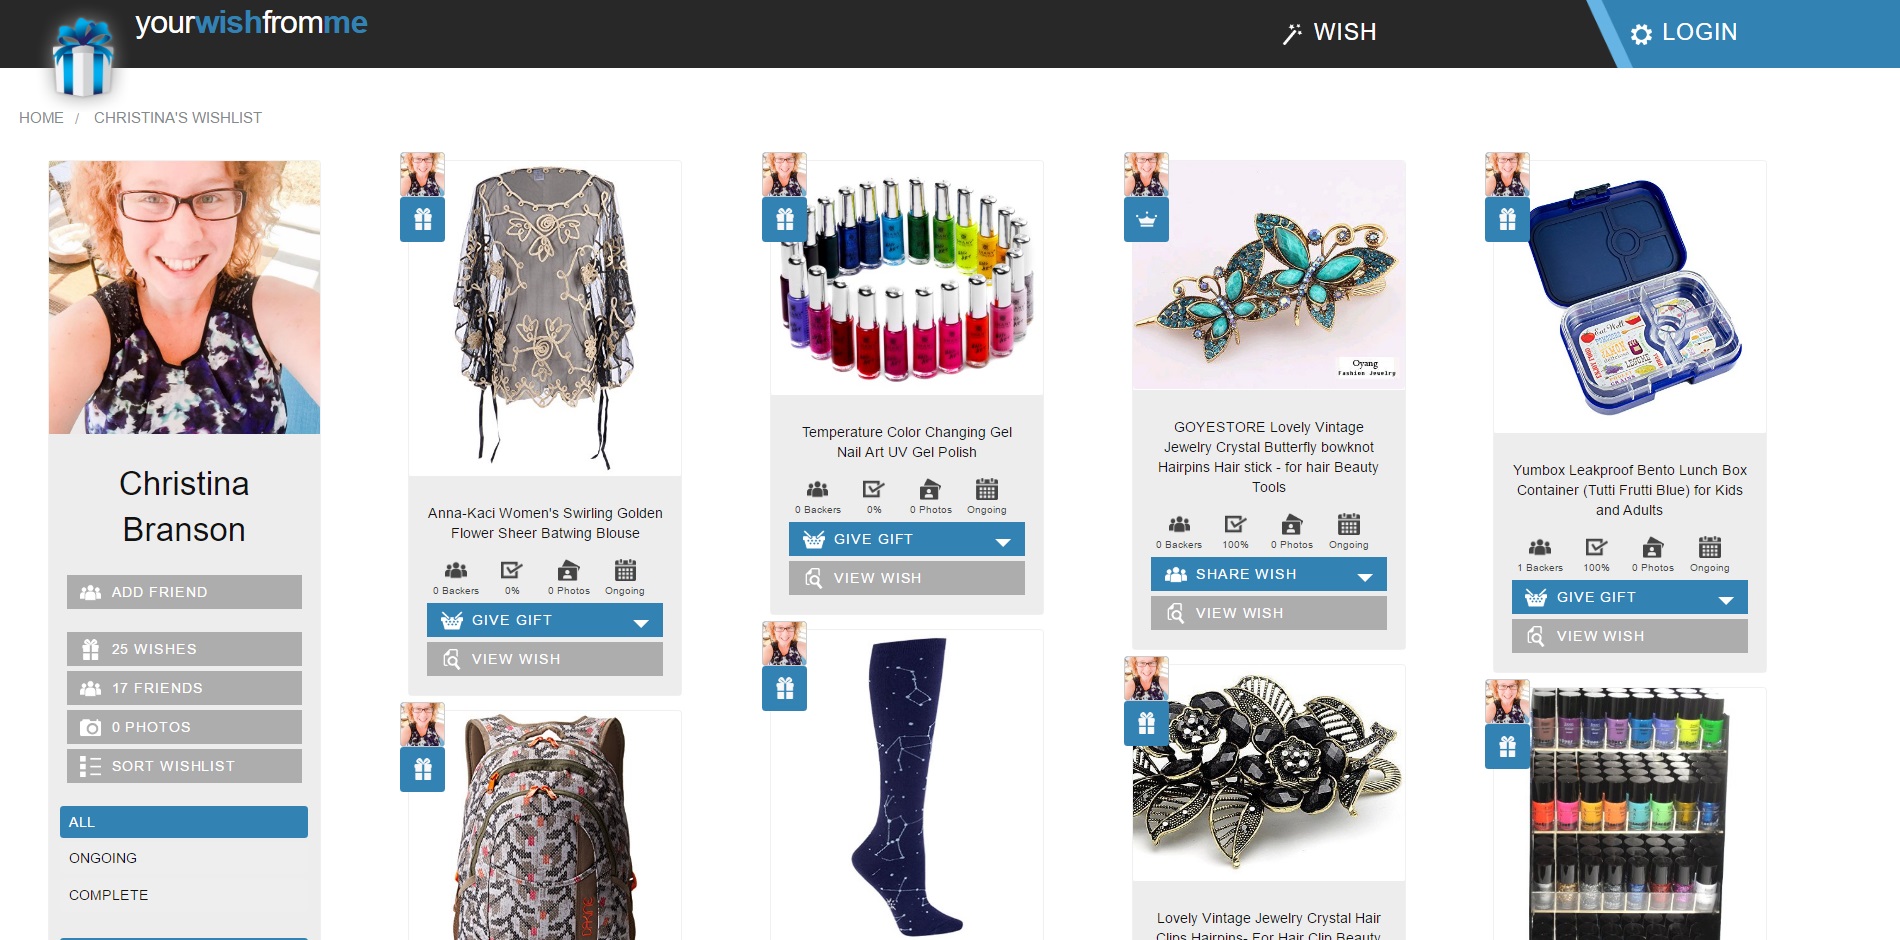 yourwishfromme
WISH
LOGIN
HOME / CHRISTINA'S WISHLIST
Christina
Branson
ADD FRIEND
25 WISHES
17 FRIENDS
0 PHOTOS
SORT WISHLIST
ALL
ONGOING
COMPLETE
Anna-Kaci Women's Swirling Golden
Flower Sheer Batwing Blouse
0 Backers 0% 0 Photos Ongoing
GIVE GIFT
VIEW WISH
DAKINE
Temperature Color Changing Gel
Nail Art UV Gel Polish
0 Backers 0% 0 Photos Ongoing
GIVE GIFT
VIEW WISH
Oyang
Fashion Jewelry
GOYESTORE Lovely Vintage
Jewelry Crystal Butterfly bowknot
Hairpins Hair stick - for hair Beauty
Tools
0 Backers 100% 0 Photos Ongoing
SHARE WISH
VIEW WISH
Lovely Vintage Jewelry Crystal Hair
Clips Hairpins- For Hair Clip Beauty
Eat Well
Yumbox Leakproof Bento Lunch Box
Container (Tutti Frutti Blue) for Kids
and Adults
1 Backers 100% 0 Photos Ongoing
GIVE GIFT
VIEW WISH